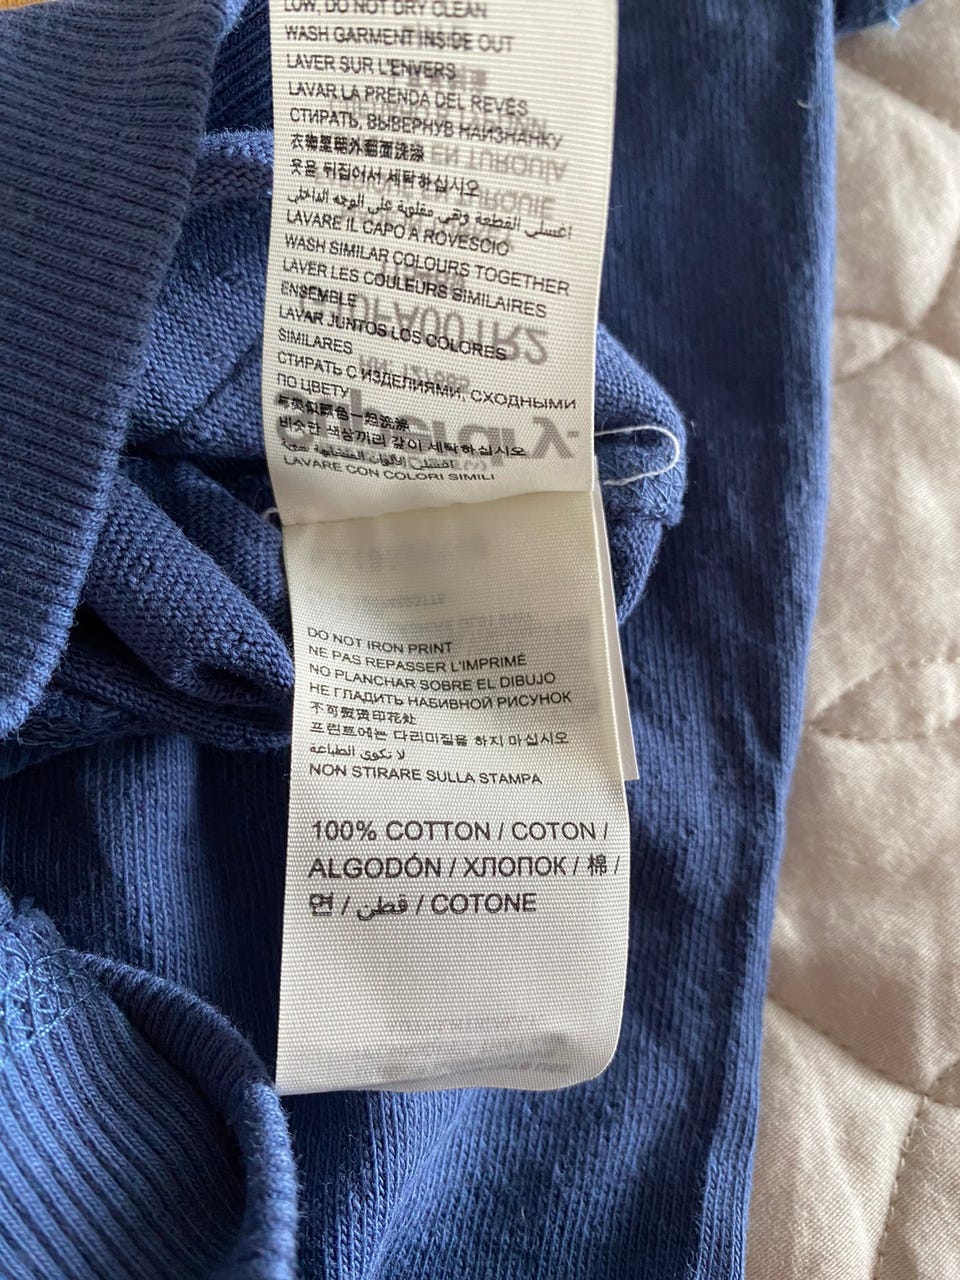 LOW, DO NOT DRY CLEAN
WASH GARMENT INSIDE OUT
LAVER SUR L'ENVERS
LAVAR LA PRENDA DEL REVÉS
СТИРАТЬ, ВЫВЕРНУВ НАИЗНАНКУ
衣物里朝外翻面洗涤
옷을 뒤집어서 세탁하십시오
اغسلي القطعة وهي مقلوبة على الوجه الداخلي
LAVARE IL CAPO A ROVESCIO
WASH SIMILAR COLOURS TOGETHER
LAVER LES COULEURS SIMILAIRES
ENSEMBLE
LAVAR JUNTOS LOS COLORES
SIMILARES
СТИРАТЬ С ИЗДЕЛИЯМИ, СХОДНЫМИ
ПО ЦВЕТУ
与类似颜色一起洗涤
비슷한 색상끼리 같이 세탁하십시오
اغسلي الألوان المتشابهة سوية
LAVARE CON COLORI SIMILI
DO NOT IRON PRINT
NE PAS REPASSER L'IMPRIMÉ
NO PLANCHAR SOBRE EL DIBUJO
НЕ ГЛАДИТЬ НАБИВНОЙ РИСУНОК
不可熨烫印花处
프린트에는 다리미질을 하지 마십시오
لا تكوي الطباعة
NON STIRARE SULLA STAMPA
100% COTTON / COTON /
ALGODÓN / ХЛОПОК / 棉 /
면 / قطن / COTONE